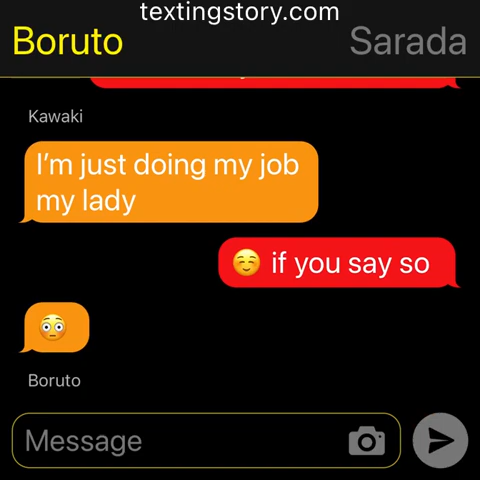 textingstory.com
Boruto
Sarada
Kawaki
I'm just doing my job
my lady
☺️ if you say so
😳
Boruto
Message